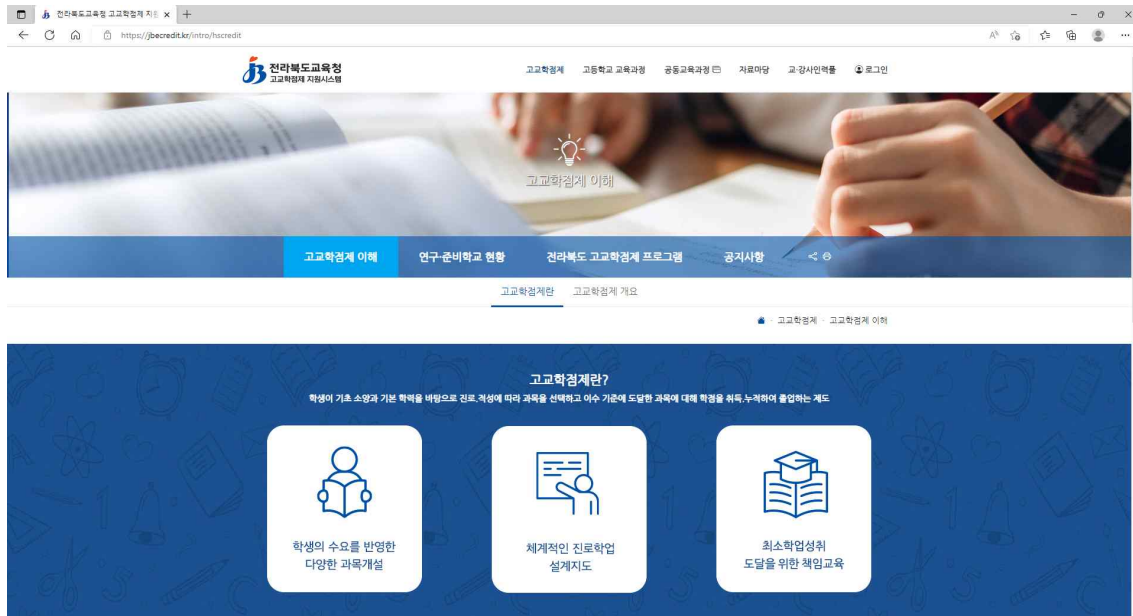 전라북도교육청 고교학점제 지원
https://jbecredit.kr/intro/hscredit
전라북도교육청
고교학점제 지원시스템
고교학점제 고등학교 교육과정 공동교육과정 자료마당 교·강사인력풀 로그인
고교학점제 이해
고교학점제 이해 연구·준비학교 현황 전라북도 고교학점제 프로그램 공지사항
고교학점제란 고교학점제 개요
고교학점제 · 고교학점제 이해
고교학점제란?
학생이 기초 소양과 기본 학력을 바탕으로 진로.적성에 따라 과목을 선택하고 이수 기준에 도달한 과목에 대해 학점을 취득.누적하여 졸업하는 제도
학생의 수요를 반영한
다양한 과목개설
체계적인 진로학업
설계지도
최소학업성취
도달을 위한 책임교육